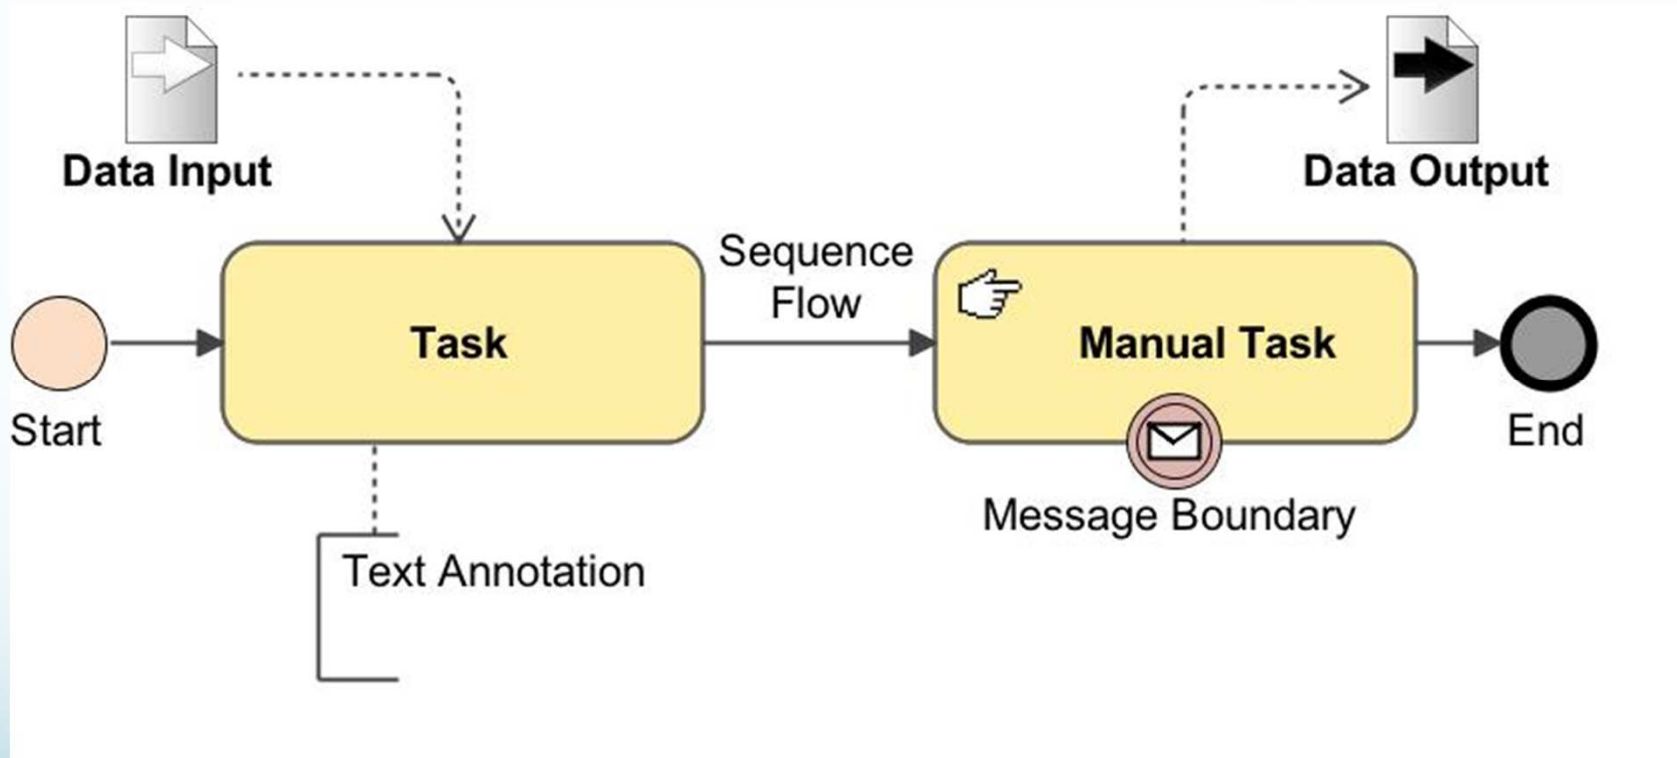 Data Input
Data Output
Sequence
Flow
Task
Manual Task
Start
End
Message Boundary
Text Annotation